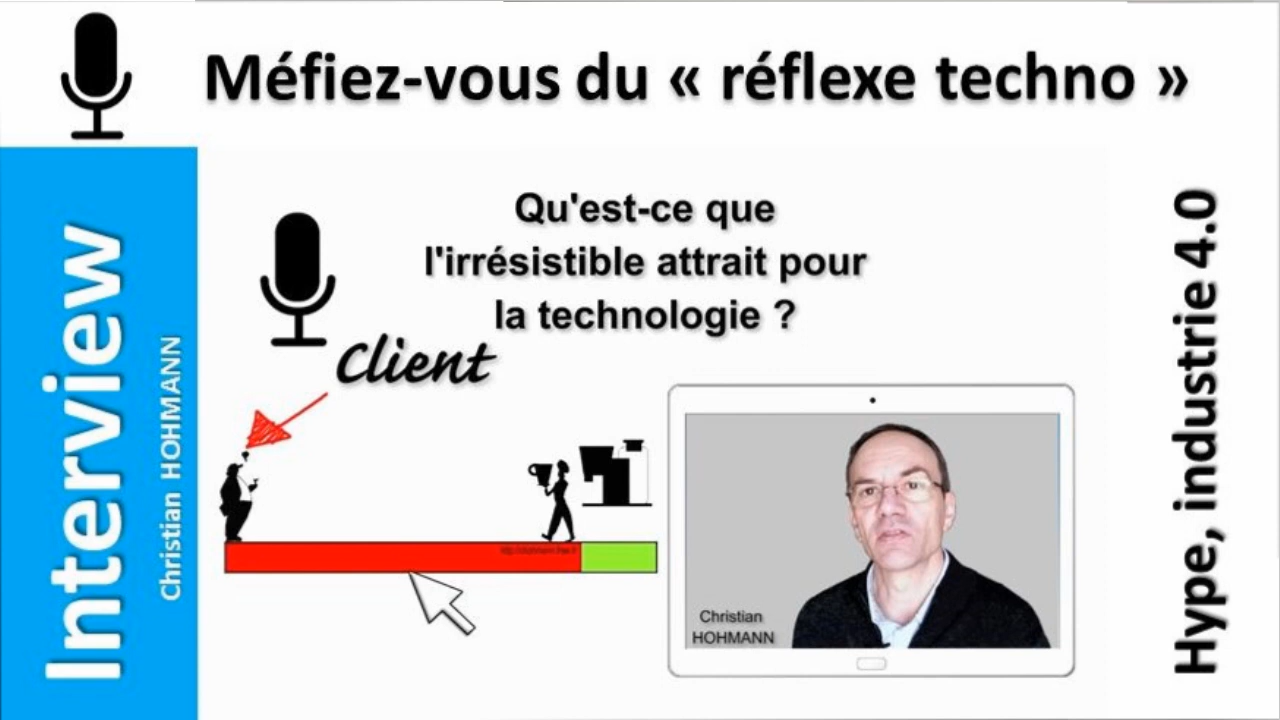 Méfiez-vous du « réflexe techno »
Interview
Christian HOHMANN
Qu'est-ce que
l'irrésistible attrait pour
la technologie ?
Client
Christian
HOHMANN
Hype, industrie 4.0